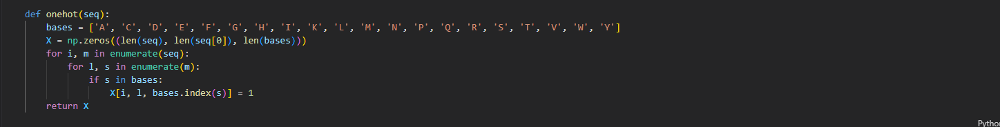 def onehot(seq):
    bases = ['A', 'C', 'D', 'E', 'F', 'G', 'H', 'I', 'K', 'L', 'M', 'N', 'P', 'Q', 'R', 'S', 'T', 'V', 'W', 'Y']
    X = np.zeros((len(seq), len(seq[0]), len(bases)))
    for i, m in enumerate(seq):
        for l, s in enumerate(m):
            if s in bases:
                X[i, l, bases.index(s)] = 1
    return X
Python